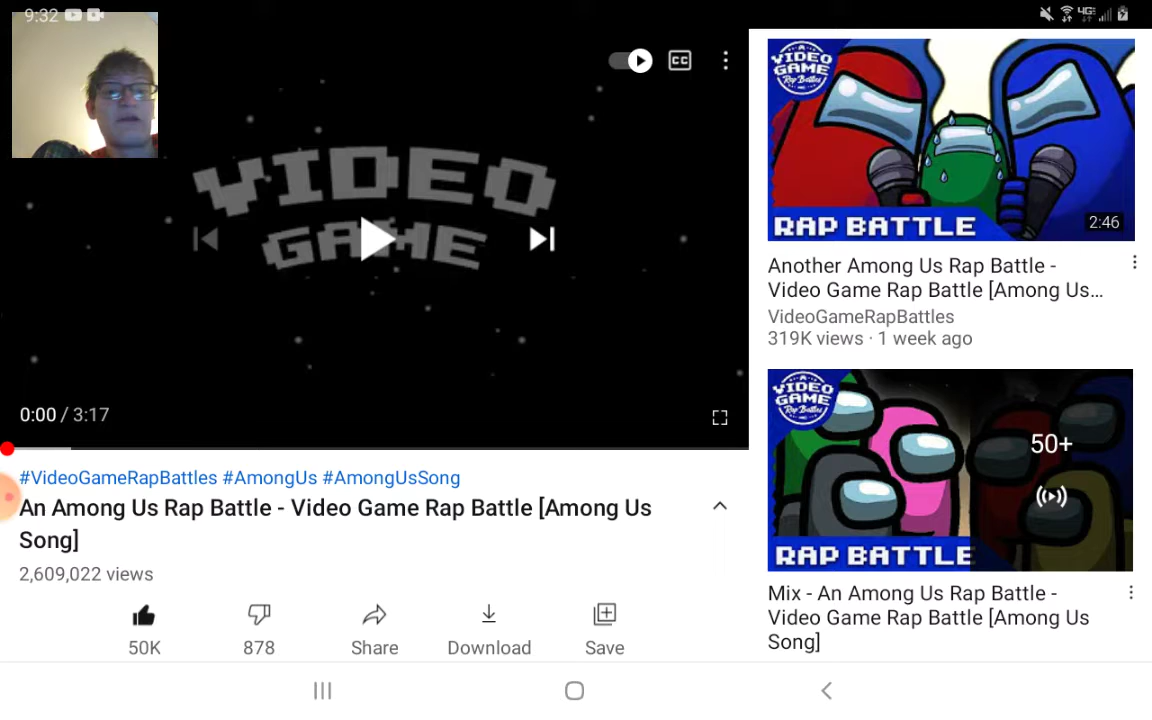 9:32
4GE
CC
VIDEO
GAME
0:00 / 3:17
#VideoGameRapBattles #AmongUs #AmongUsSong
An Among Us Rap Battle - Video Game Rap Battle [Among Us
Song]
2,609,022 views
50K
878
Share
Download
Save
VIDEO
GAME
Rap Battles
RAP BATTLE
2:46
Another Among Us Rap Battle -
Video Game Rap Battle [Among Us...
VideoGameRapBattles
319K views · 1 week ago
VIDEO
GAME
Rap Battles
50+
RAP BATTLE
Mix - An Among Us Rap Battle -
Video Game Rap Battle [Among Us
Song]